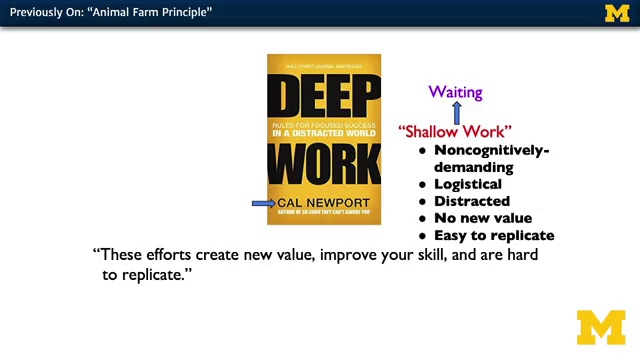 Previously On: “Animal Farm Principle”
M
WALL STREET JOURNAL BESTSELLER
DEEP
RULES FOR FOCUSED SUCCESS
IN A DISTRACTED WORLD
WORK
CAL NEWPORT
AUTHOR OF SO GOOD THEY CAN'T IGNORE YOU
Waiting
“Shallow Work”
● Noncognitively-
demanding
● Logistical
● Distracted
● No new value
● Easy to replicate
“These efforts create new value, improve your skill, and are hard
to replicate.”
M